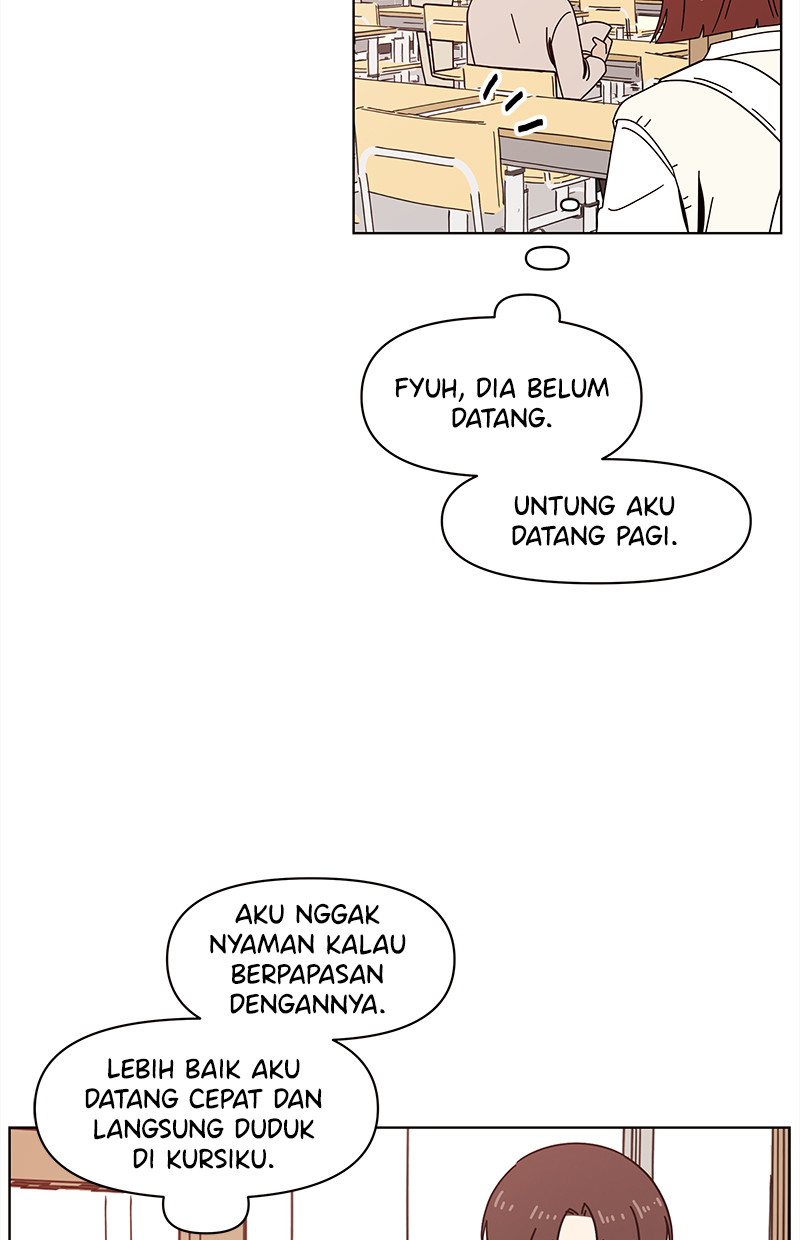 FYUH, DIA BELUM
DATANG.
UNTUNG AKU
DATANG PAGI.
AKU NGGAK
NYAMAN KALAU
BERPAPASAN
DENGANNYA.
LEBIH BAIK AKU
DATANG CEPAT DAN
LANGSUNG DUDUK
DI KURSIKU.